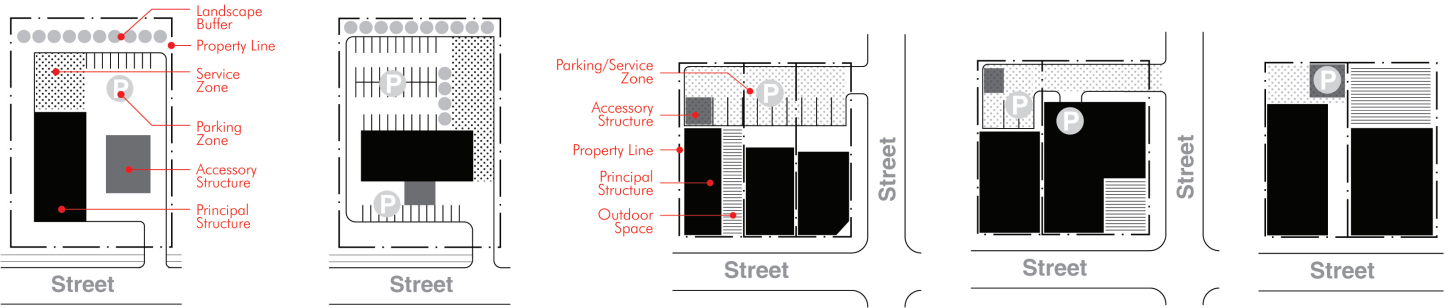 Landscape
Buffer
Property Line
Service
Zone
P
Parking
Zone
Accessory
Structure
Principal
Structure
Street
P
P
Street
Parking/Service
Zone
P
Accessory
Structure
Property Line
Principal
Structure
Outdoor
Space
Street
Street
P
P
Street
Street
P
Street